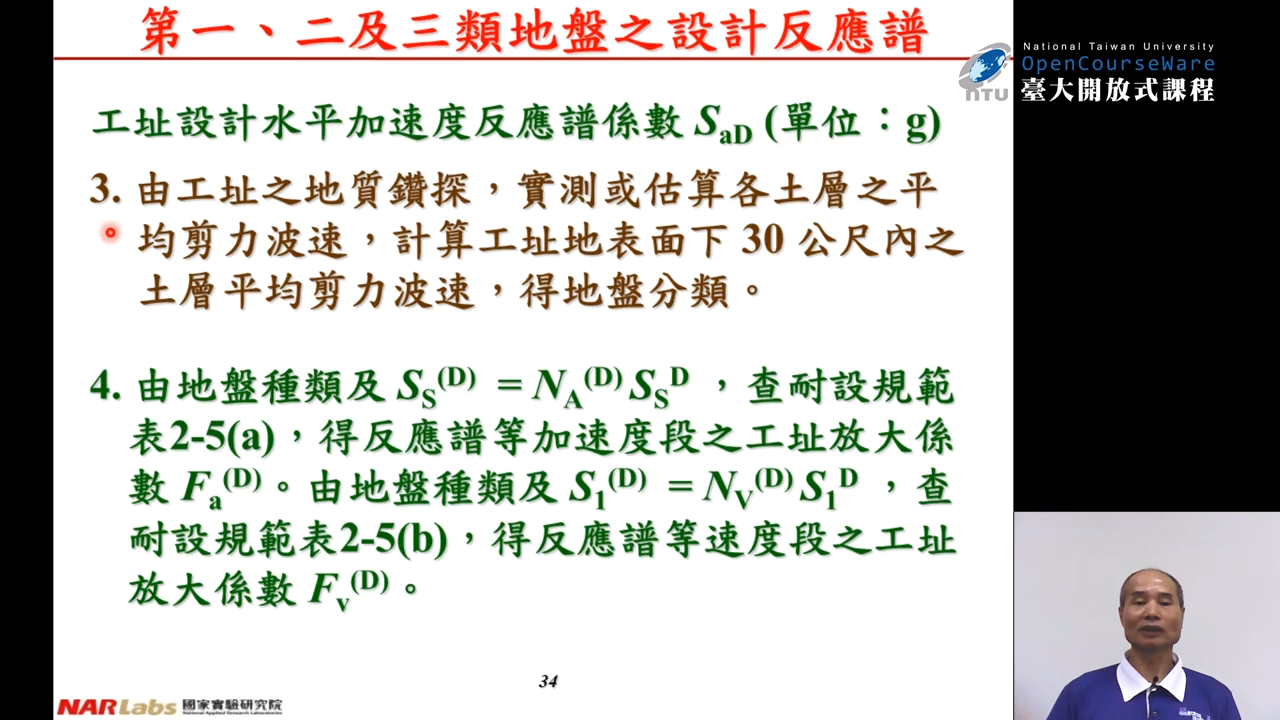 第一、二及三類地盤之設計反應譜
National Taiwan University
OpenCourseWare
NTU
臺大開放式課程
工址設計水平加速度反應譜係數 SaD (單位：g)
3. 由工址之地質鑽探，實測或估算各土層之平
均剪力波速，計算工址地表面下 30 公尺內之
土層平均剪力波速，得地盤分類。
4. 由地盤種類及 SS(D) = NA(D) SSD ，查耐設規範
表2-5(a)，得反應譜等加速度段之工址放大係
數 Fa(D)。由地盤種類及 S1(D) = NV(D) S1D ，查
耐設規範表2-5(b)，得反應譜等速度段之工址
放大係數 Fv(D)。
34
NARLabs 國家實驗研究院
National Applied Research Laboratories